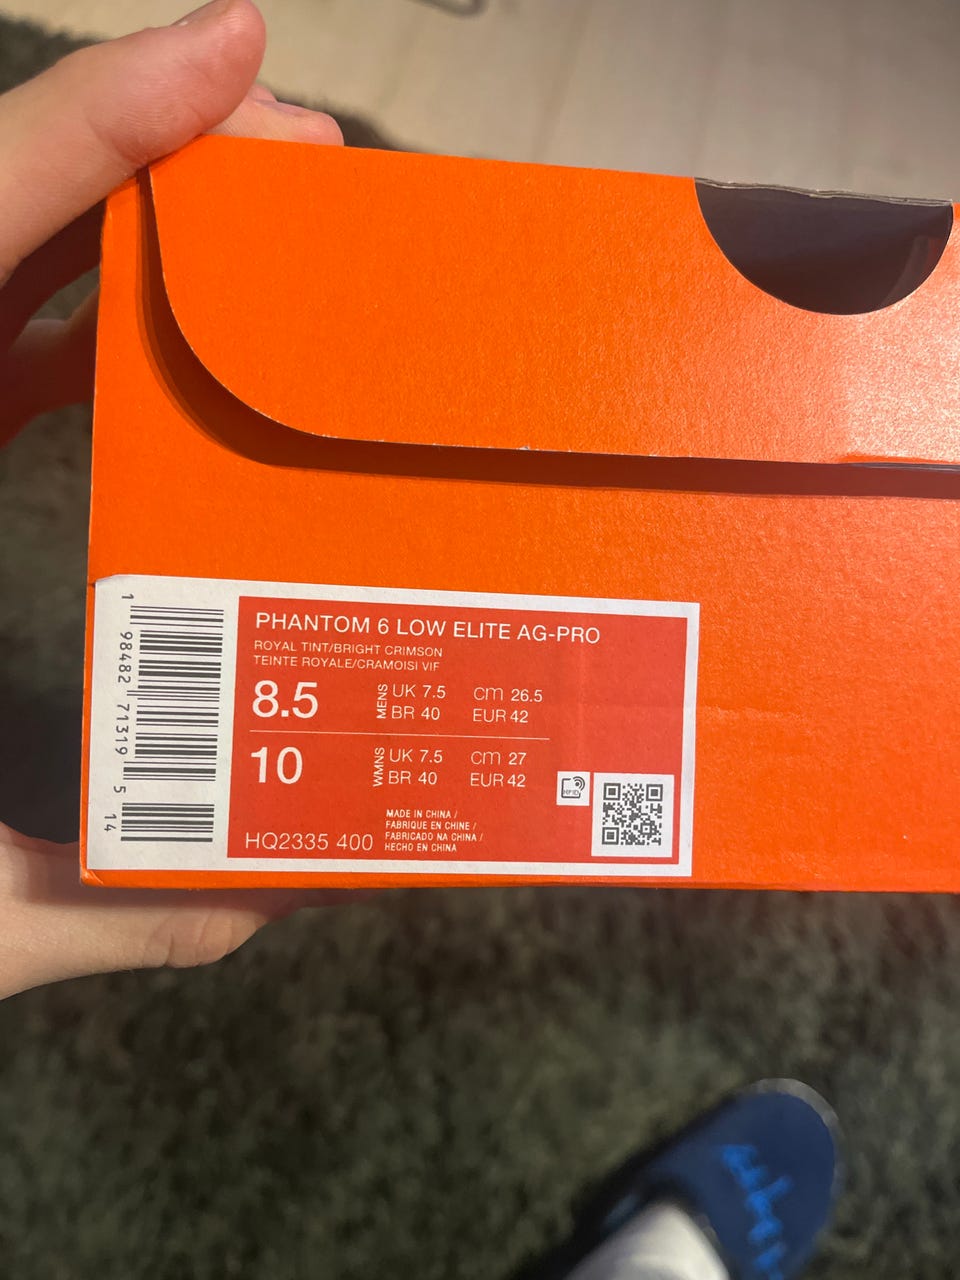 1 98482 71319 5 14
PHANTOM 6 LOW ELITE AG-PRO
ROYAL TINT/BRIGHT CRIMSON
TEINTE ROYALE/CRAMOISI VIF
8.5 MENS UK 7.5 cm 26.5
BR 40 EUR 42
10 WMNS UK 7.5 cm 27
BR 40 EUR 42
RFID
MADE IN CHINA /
FABRIQUE EN CHINE /
FABRICADO NA CHINA /
HECHO EN CHINA
HQ2335 400